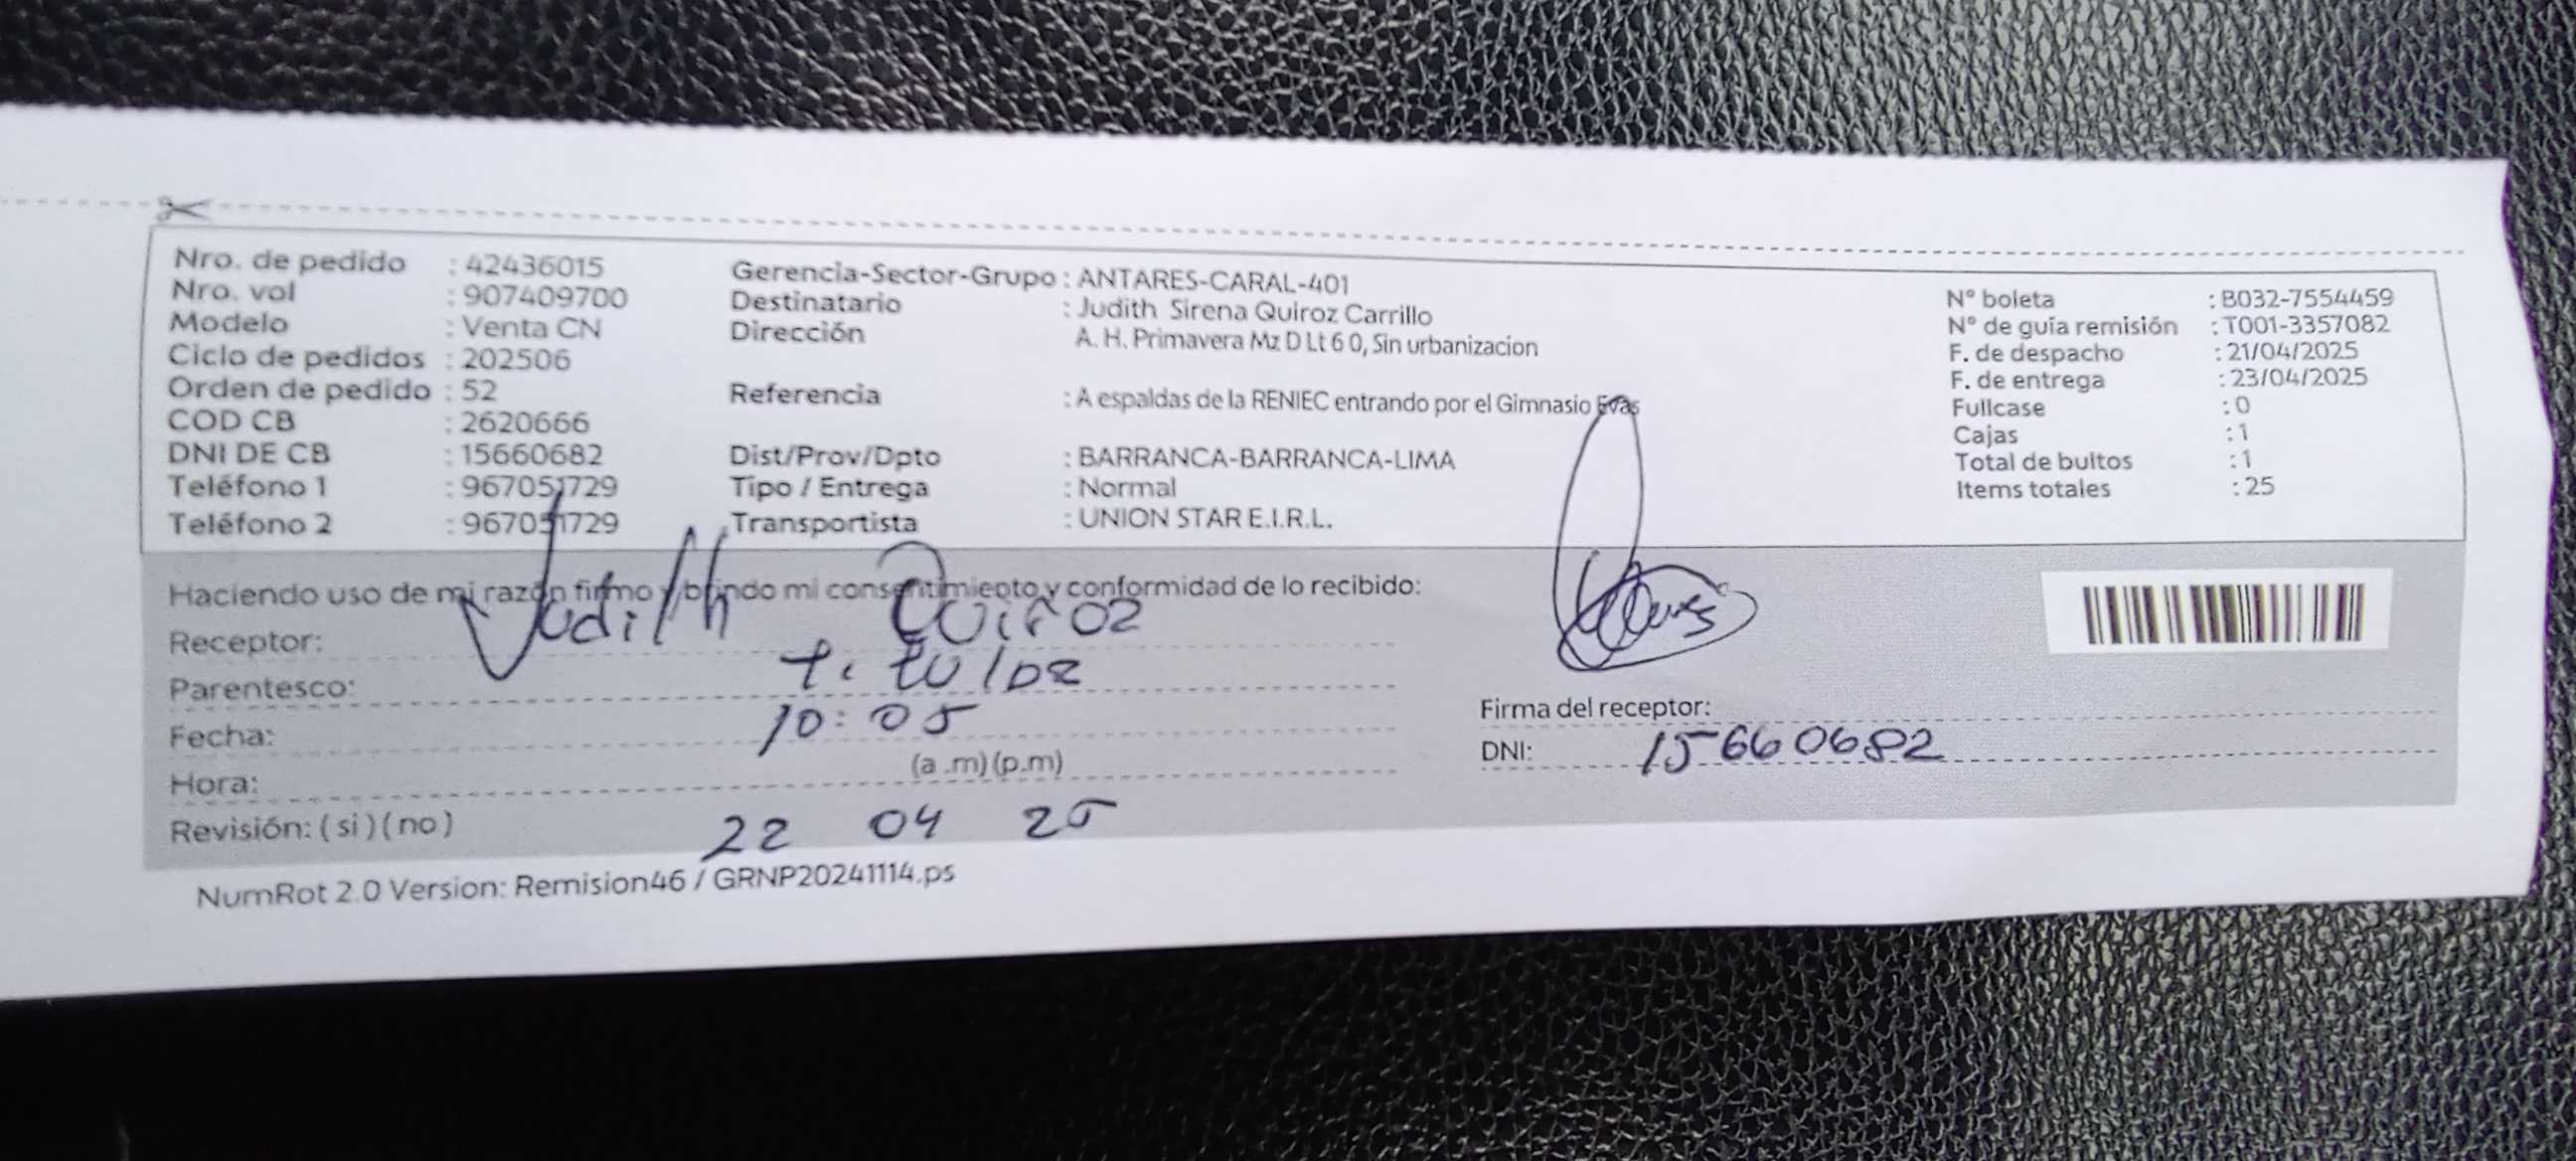 Nro. de pedido : 42436015
Nro. vol : 907409700
Modelo : Venta CN
Ciclo de pedidos : 202506
Orden de pedido : 52
COD CB : 2620666
DNI DE CB : 15660682
Teléfono 1 : 967051729
Teléfono 2 : 967051729
Gerencia-Sector-Grupo : ANTARES-CARAL-401
Destinatario : Judith Sirena Quiroz Carrillo
Dirección A. H. Primavera Mz D Lt 6 0, Sin urbanizacion
Referencia : A espaldas de la RENIEC entrando por el Gimnasio Evas
Dist/Prov/Dpto : BARRANCA-BARRANCA-LIMA
Tipo / Entrega : Normal
Transportista : UNION STAR E.I.R.L.
N° boleta : B032-7554459
N° de guía remisión : T001-3357082
F. de despacho : 21/04/2025
F. de entrega : 23/04/2025
Fullcase : 0
Cajas : 1
Total de bultos : 1
Items totales : 25
Haciendo uso de mi razón firmo y brindo mi consentimiento y conformidad de lo recibido:
Receptor: Judith Quiroz
Parentesco: titular
Fecha: 10:05
Hora: (a .m) (p.m)
Revisión: ( si ) ( no ) 22 04 25
Firma del receptor:
DNI: 15660682
NumRot 2.0 Version: Remision46 / GRNP20241114.ps